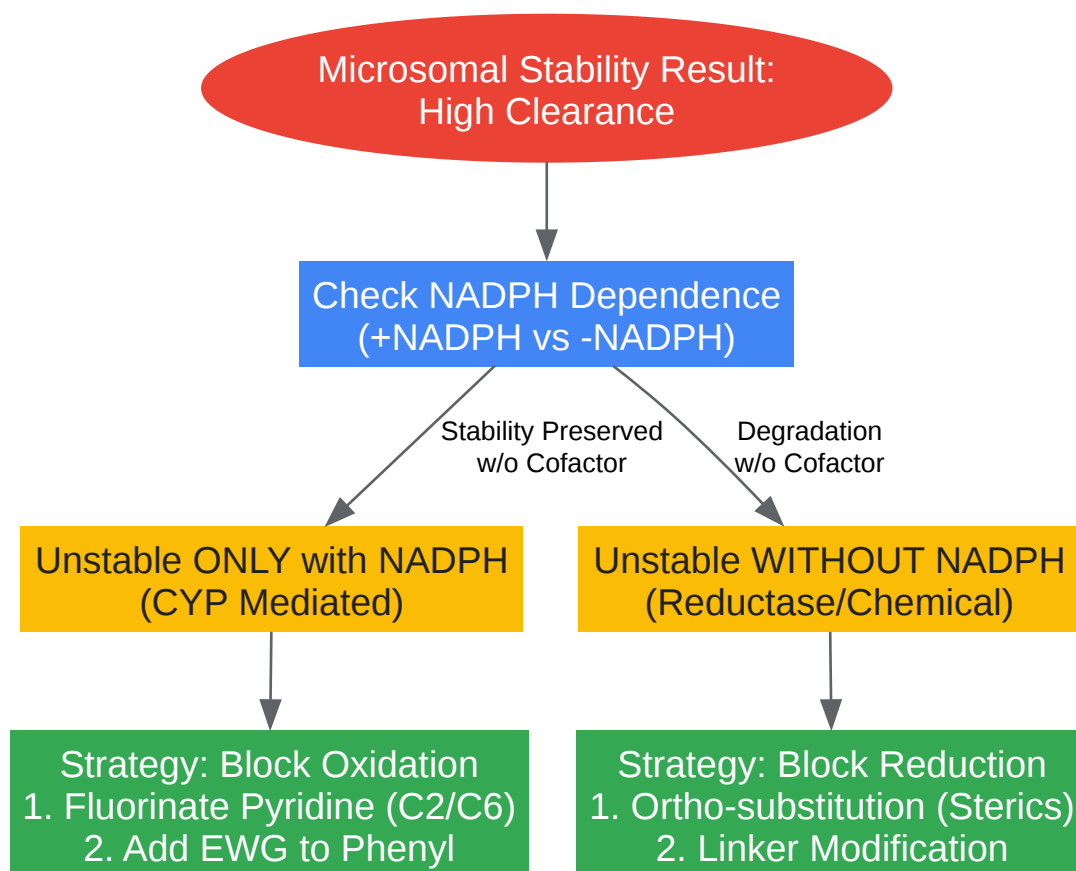 Microsomal Stability Result:
High Clearance
Check NADPH Dependence
(+NADPH vs -NADPH)
Stability Preserved
w/o Cofactor
Degradation
w/o Cofactor
Unstable ONLY with NADPH
(CYP Mediated)
Unstable WITHOUT NADPH
(Reductase/Chemical)
Strategy: Block Oxidation
1. Fluorinate Pyridine (C2/C6)
2. Add EWG to Phenyl
Strategy: Block Reduction
1. Ortho-substitution (Sterics)
2. Linker Modification